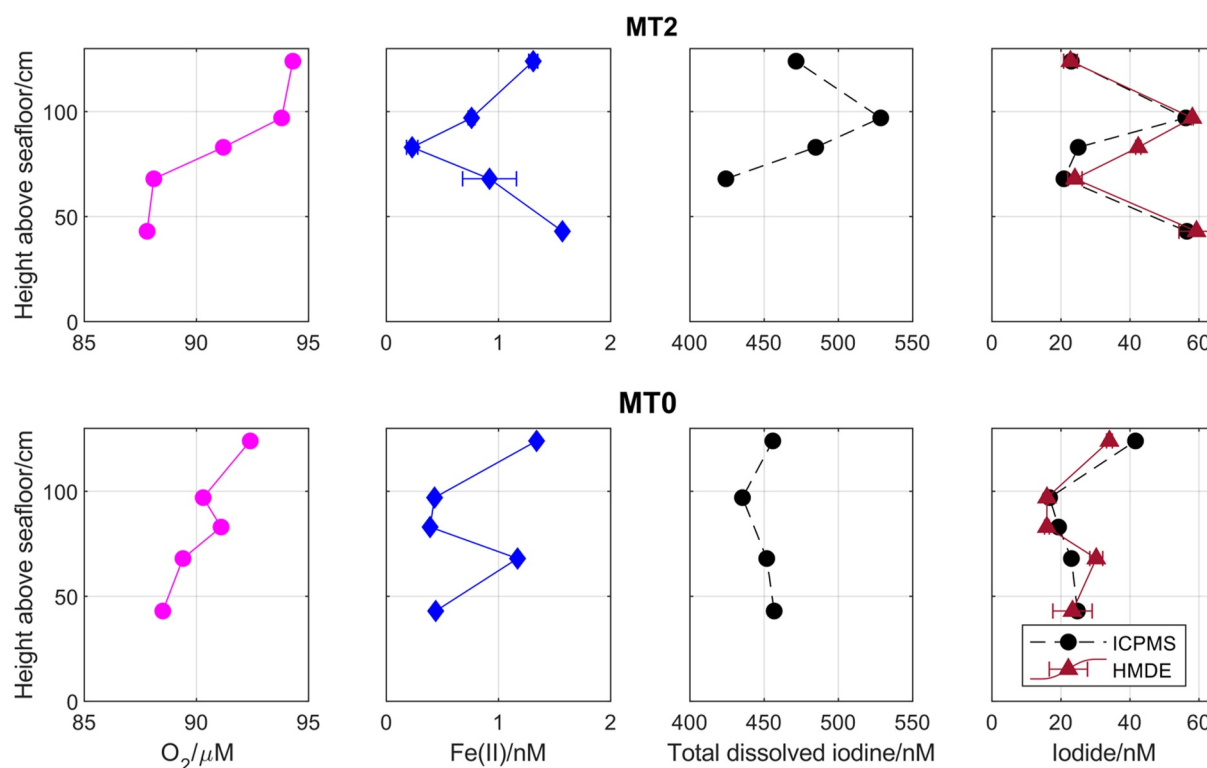 MT2
Height above seafloor/cm
100
50
0
85 90 95
0 1 2
400 450 500 550
0 20 40 60
MT0
Height above seafloor/cm
100
50
0
ICPMS
HMDE
85 90 95
0 1 2
400 450 500 550
0 20 40 60
O₂/μM
Fe(II)/nM
Total dissolved iodine/nM
Iodide/nM